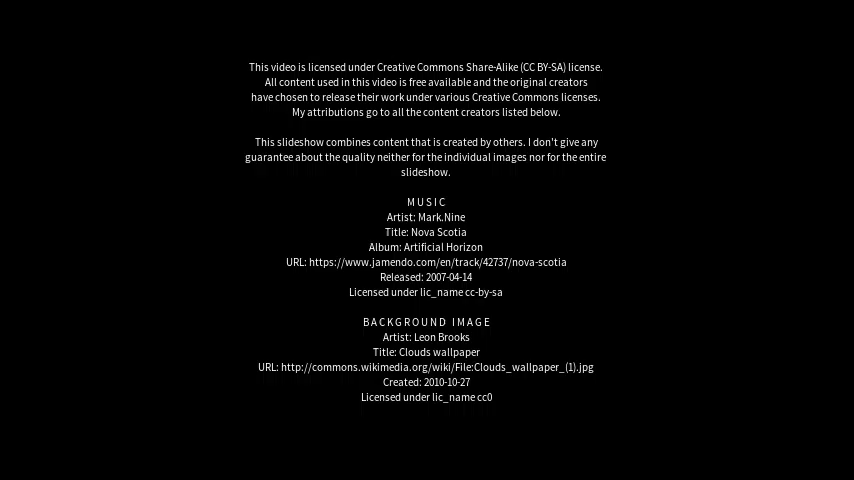 This video is licensed under Creative Commons Share-Alike (CC BY-SA) license.
All content used in this video is free available and the original creators
have chosen to release their work under various Creative Commons licenses.
My attributions go to all the content creators listed below.
This slideshow combines content that is created by others. I don't give any
guarantee about the quality neither for the individual images nor for the entire
slideshow.
M U S I C
Artist: Mark.Nine
Title: Nova Scotia
Album: Artificial Horizon
URL: https://www.jamendo.com/en/track/42737/nova-scotia
Released: 2007-04-14
Licensed under lic_name cc-by-sa
B A C K G R O U N D   I M A G E
Artist: Leon Brooks
Title: Clouds wallpaper
URL: http://commons.wikimedia.org/wiki/File:Clouds_wallpaper_(1).jpg
Created: 2010-10-27
Licensed under lic_name cc0